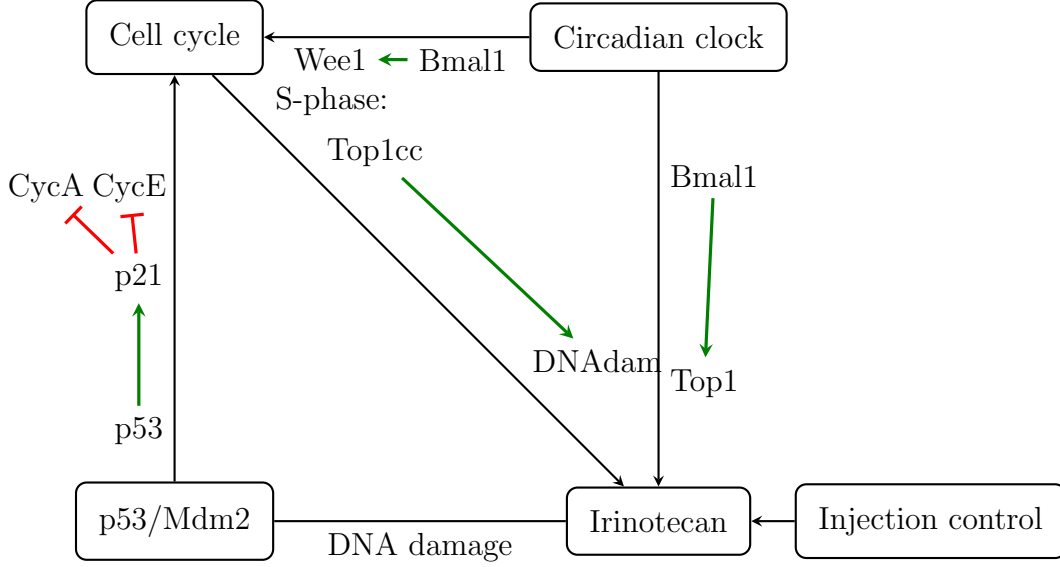 Cell cycle
Circadian clock
Wee1
Bmal1
S-phase:
Top1cc
CycA
CycE
Bmal1
p21
DNAdam
Top1
p53
p53/Mdm2
DNA damage
Irinotecan
Injection control